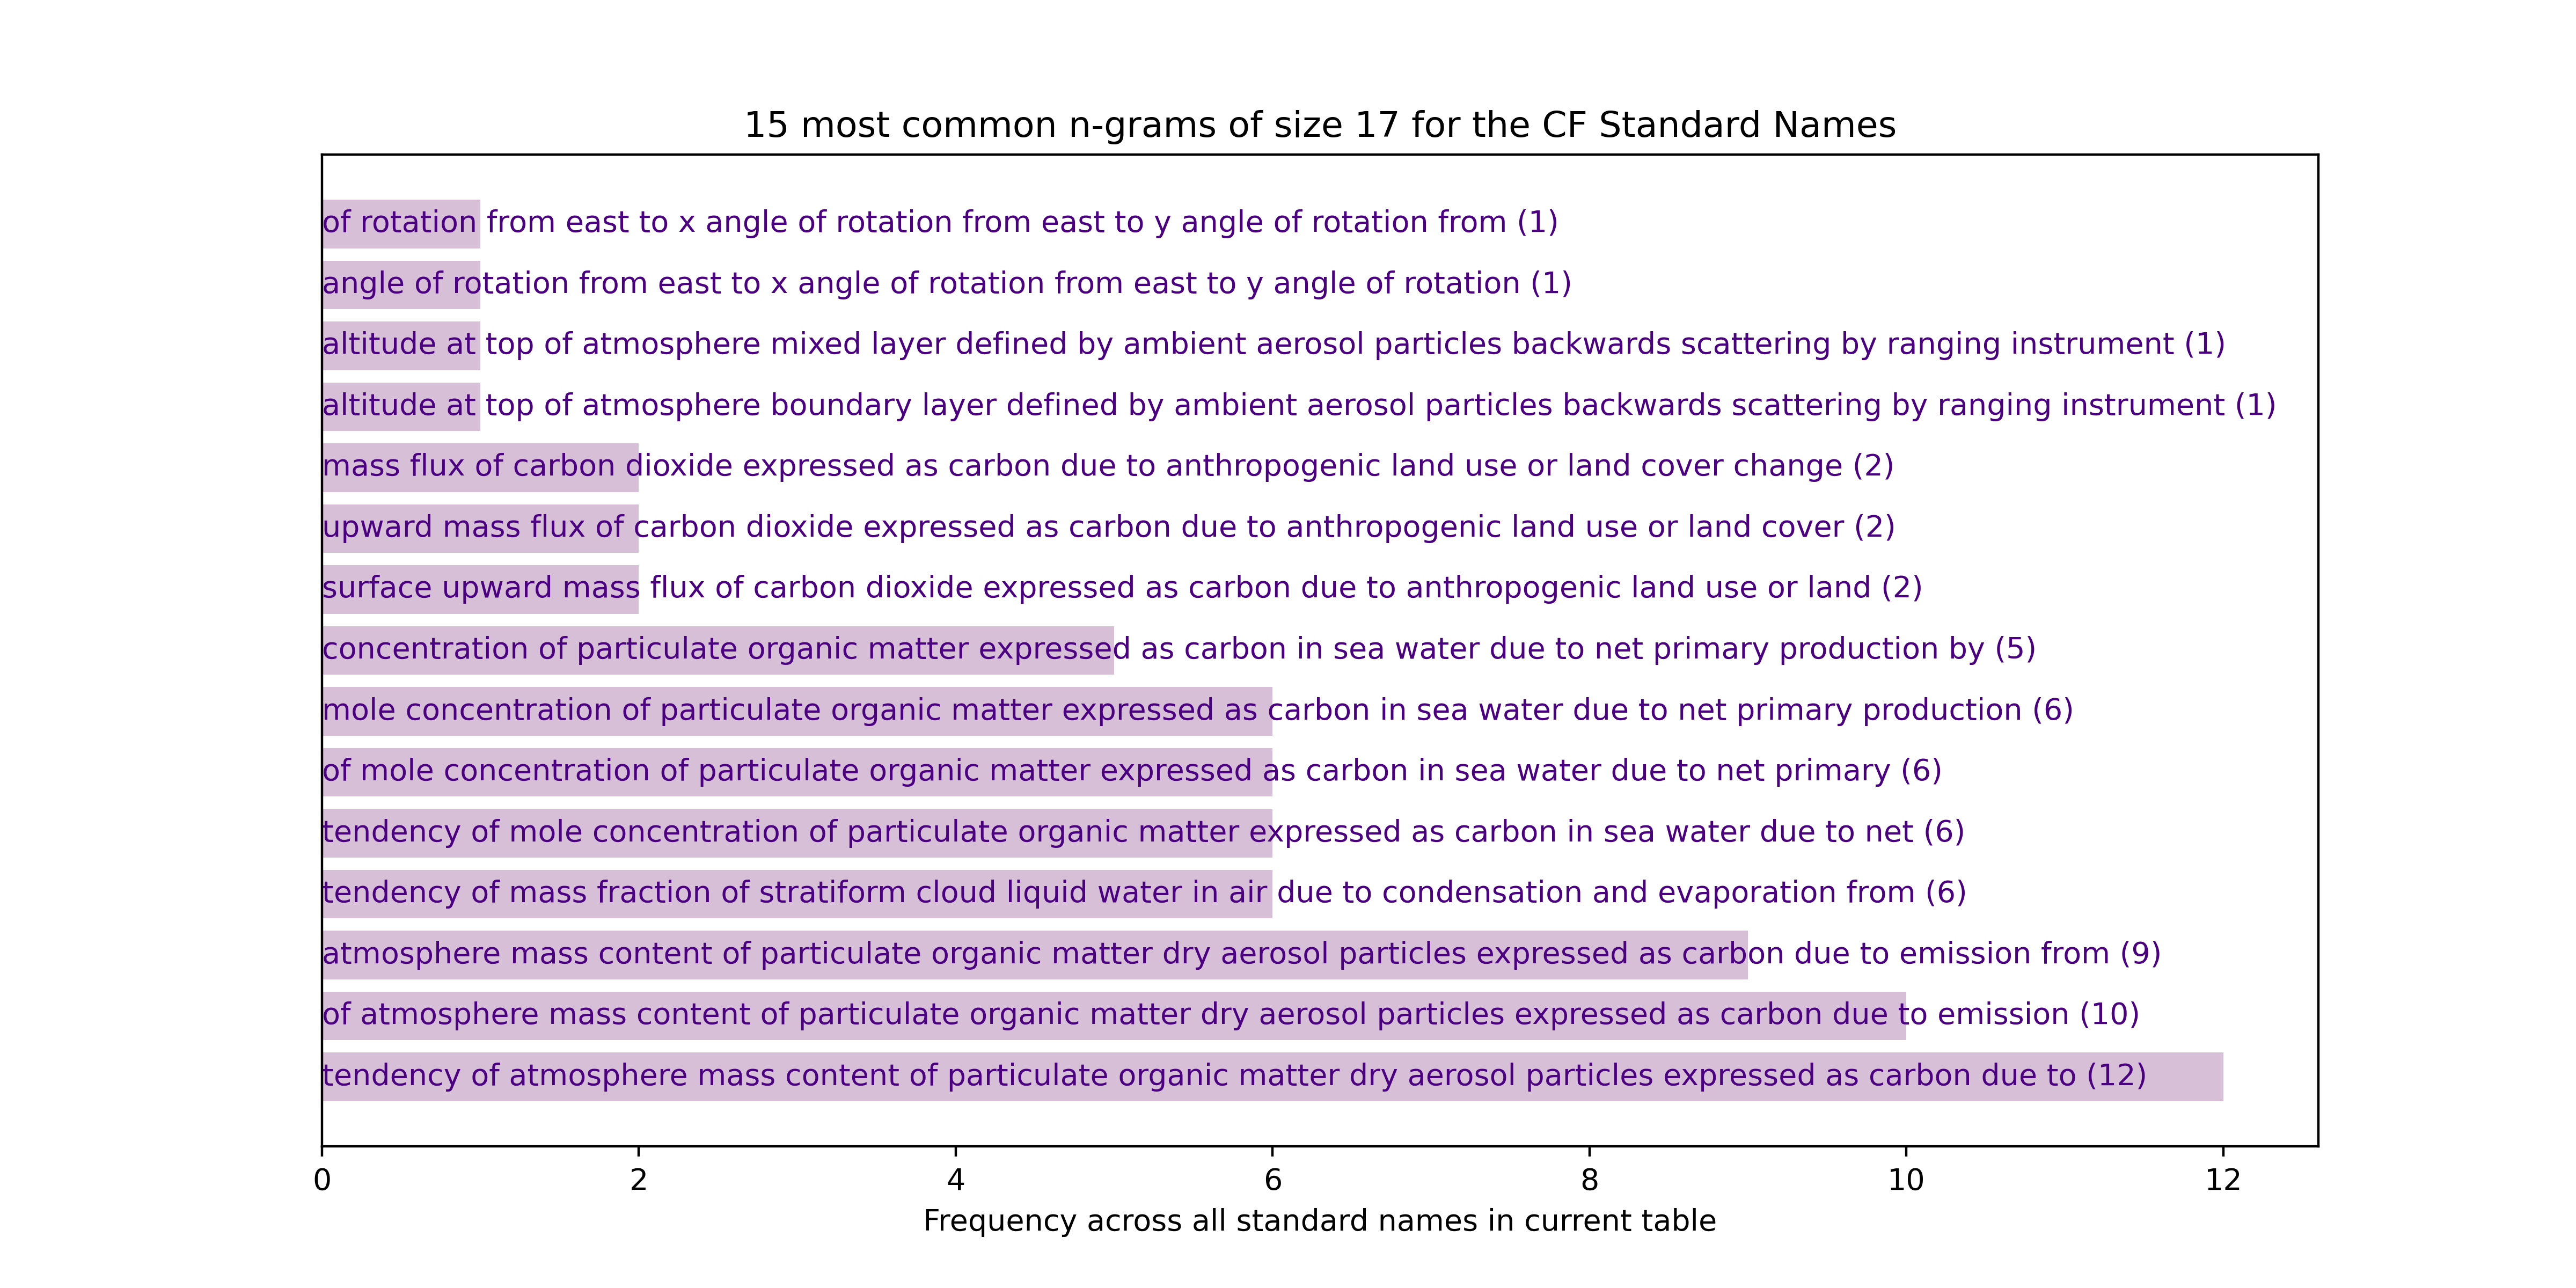 15 most common n-grams of size 17 for the CF Standard Names
of rotation from east to x angle of rotation from east to y angle of rotation from (1)
angle of rotation from east to x angle of rotation from east to y angle of rotation (1)
altitude at top of atmosphere mixed layer defined by ambient aerosol particles backwards scattering by ranging instrument (1)
altitude at top of atmosphere boundary layer defined by ambient aerosol particles backwards scattering by ranging instrument (1)
mass flux of carbon dioxide expressed as carbon due to anthropogenic land use or land cover change (2)
upward mass flux of carbon dioxide expressed as carbon due to anthropogenic land use or land cover (2)
surface upward mass flux of carbon dioxide expressed as carbon due to anthropogenic land use or land (2)
concentration of particulate organic matter expressed as carbon in sea water due to net primary production by (5)
mole concentration of particulate organic matter expressed as carbon in sea water due to net primary production (6)
of mole concentration of particulate organic matter expressed as carbon in sea water due to net primary (6)
tendency of mole concentration of particulate organic matter expressed as carbon in sea water due to net (6)
tendency of mass fraction of stratiform cloud liquid water in air due to condensation and evaporation from (6)
atmosphere mass content of particulate organic matter dry aerosol particles expressed as carbon due to emission from (9)
of atmosphere mass content of particulate organic matter dry aerosol particles expressed as carbon due to emission (10)
tendency of atmosphere mass content of particulate organic matter dry aerosol particles expressed as carbon due to (12)
0 2 4 6 8 10 12
Frequency across all standard names in current table